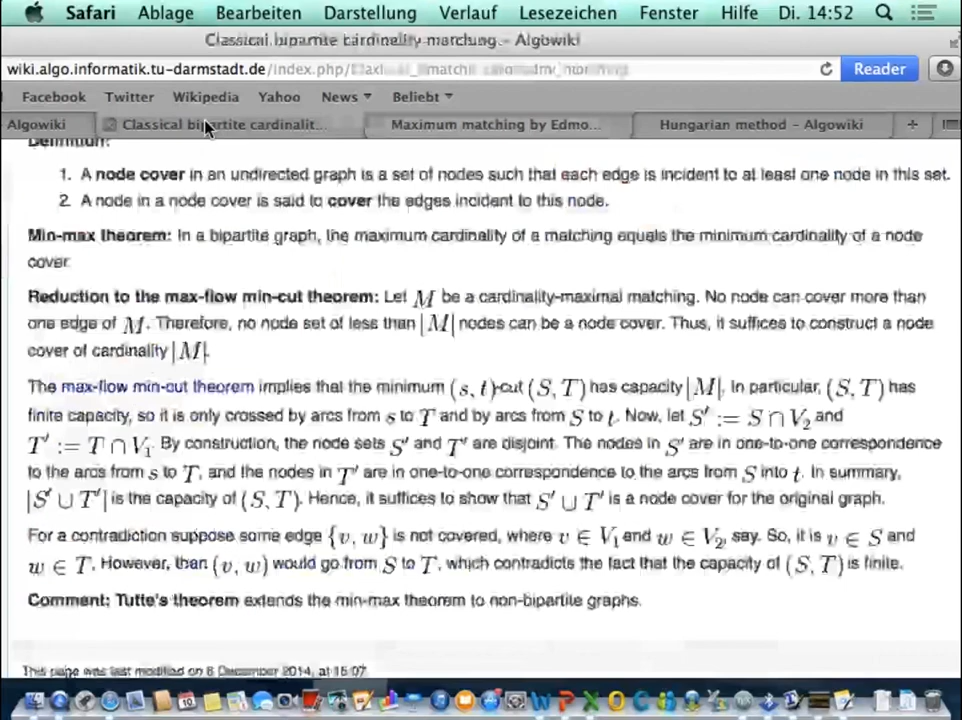 Safari Ablage Bearbeiten Darstellung Verlauf Lesezeichen Fenster Hilfe Di. 14:52
Classical bipartite cardinality matching - Algowiki
wiki.algo.informatik.tu-darmstadt.de/index.php/ Reader
Facebook Twitter Wikipedia Yahoo News Beliebt
Algowiki Classical bipartite cardinalit... Maximum matching by Edmo... Hungarian method - Algowiki +
Definition:
1. A node cover in an undirected graph is a set of nodes such that each edge is incident to at least one node in this set.
2. A node in a node cover is said to cover the edges incident to this node.
Min-max theorem: In a bipartite graph, the maximum cardinality of a matching equals the minimum cardinality of a node
cover.
Reduction to the max-flow min-cut theorem: Let M be a cardinality-maximal matching. No node can cover more than
one edge of M. Therefore, no node set of less than |M| nodes can be a node cover. Thus, it suffices to construct a node
cover of cardinality |M|.
The max-flow min-cut theorem implies that the minimum (s, t)-cut (S, T) has capacity |M|. In particular, (S, T) has
finite capacity, so it is only crossed by arcs from s to T and by arcs from S to t. Now, let S′ := S ∩ V₂ and
T′ := T ∩ V₁. By construction, the node sets S′ and T′ are disjoint. The nodes in S′ are in one-to-one correspondence
to the arcs from s to T, and the nodes in T′ are in one-to-one correspondence to the arcs from S into t. In summary,
|S′ ∪ T′| is the capacity of (S, T). Hence, it suffices to show that S′ ∪ T′ is a node cover for the original graph.
For a contradiction suppose some edge {v, w} is not covered, where v ∈ V₁ and w ∈ V₂, say. So, it is v ∈ S and
w ∈ T. However, than (v, w) would go from S to T, which contradicts the fact that the capacity of (S, T) is finite.
Comment: Tutte's theorem extends the min-max theorem to non-bipartite graphs.
This page was last modified on 8 December 2014, at 15:07.